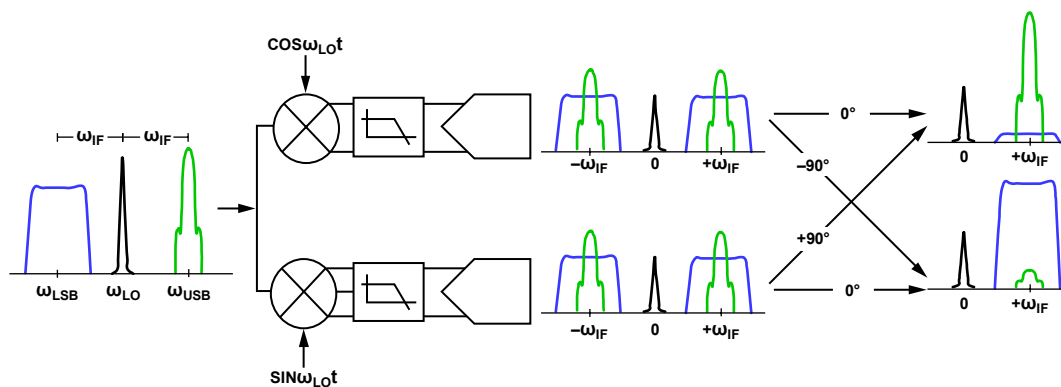 COSωLOt
ωIF ωIF
ωLSB ωLO ωUSB
SINωLOt
–ωIF 0 +ωIF
–ωIF 0 +ωIF
0°
–90°
+90°
0°
0 +ωIF
0 +ωIF